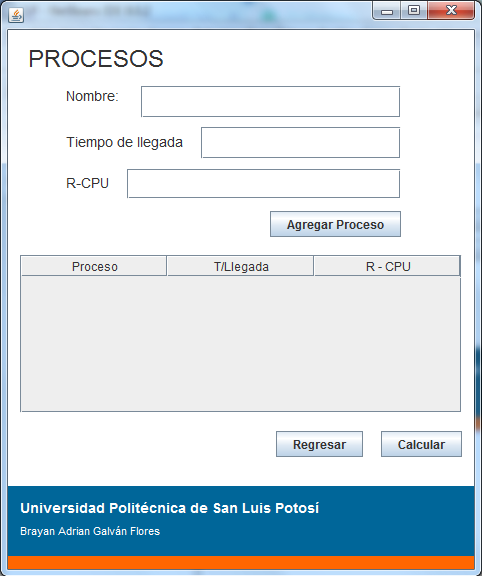 PROCESOS
Nombre:
Tiempo de llegada
R-CPU
Agregar Proceso
Proceso T/Llegada R - CPU
Regresar Calcular
Universidad Politécnica de San Luis Potosí
Brayan Adrian Galván Flores